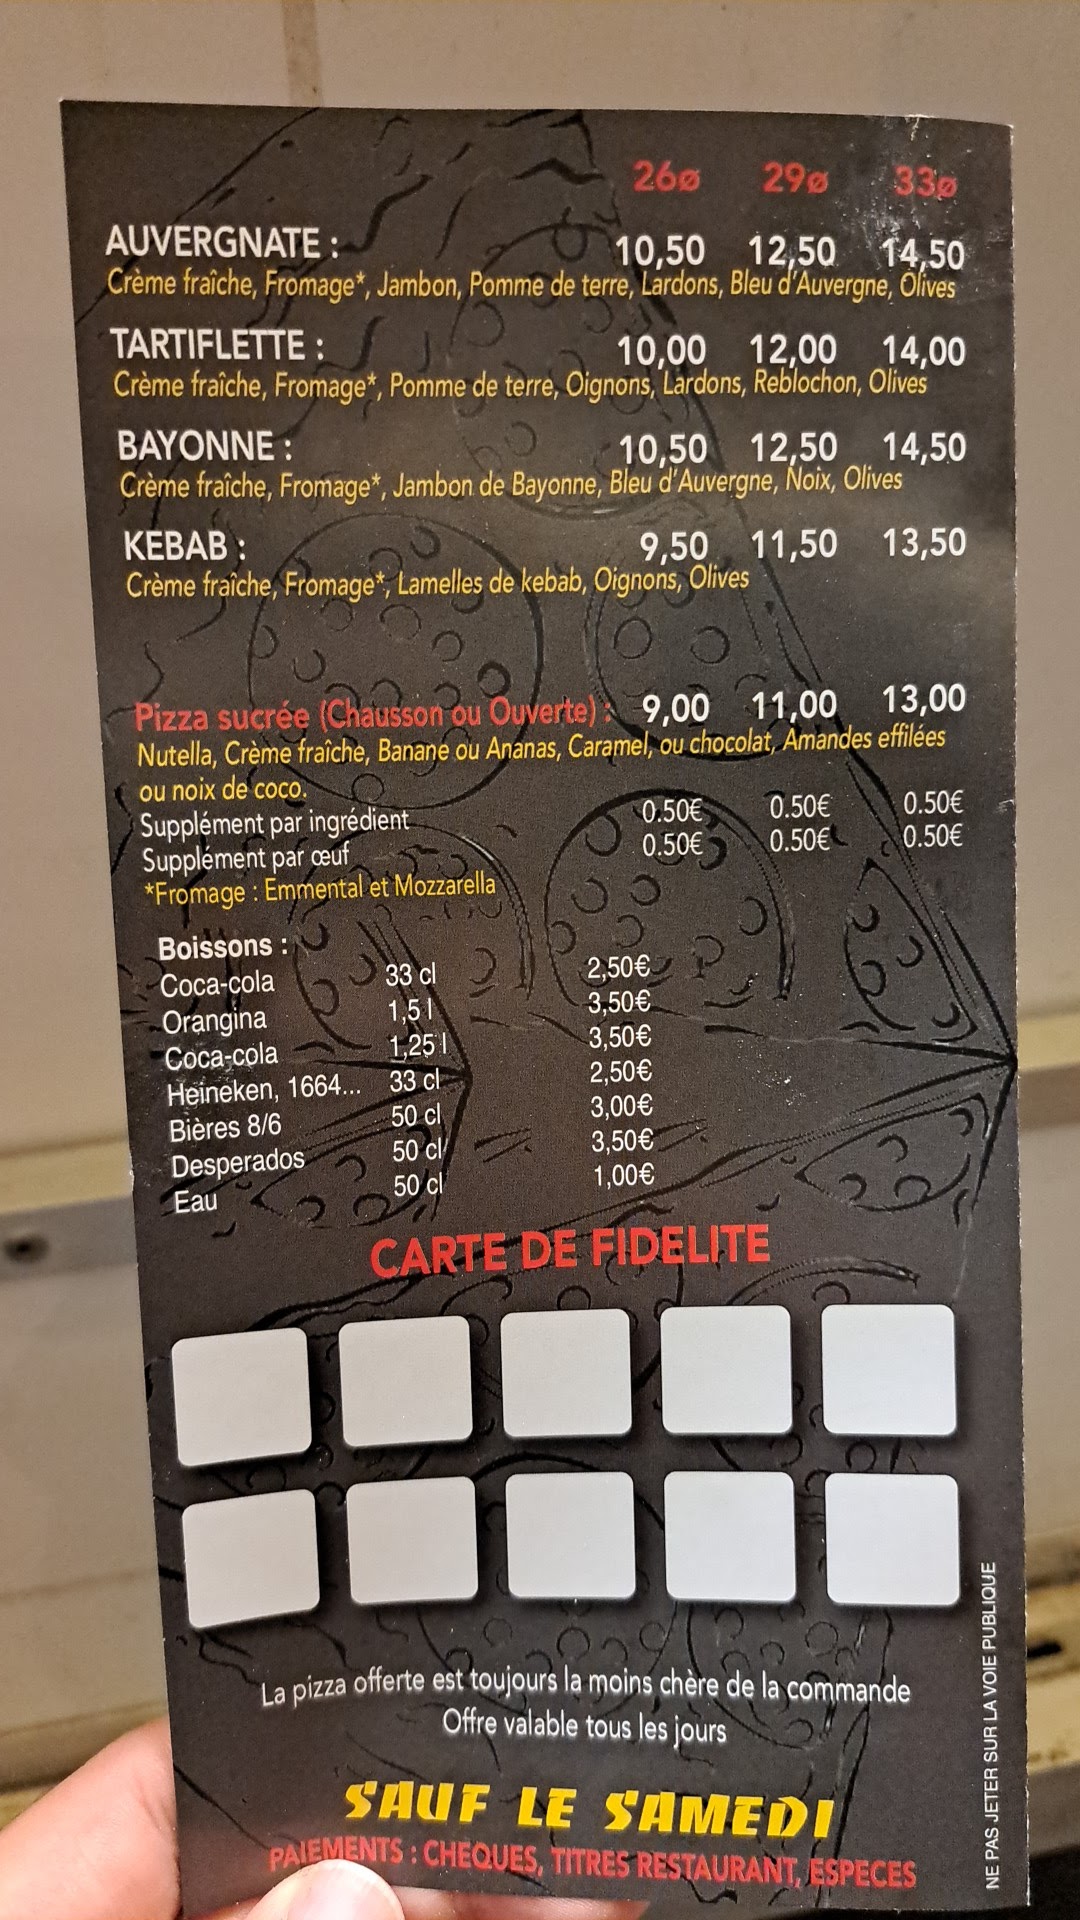 26ø 29ø 33ø
AUVERGNATE : 10,50 12,50 14,50
Crème fraîche, Fromage*, Jambon, Pomme de terre, Lardons, Bleu d'Auvergne, Olives
TARTIFLETTE : 10,00 12,00 14,00
Crème fraîche, Fromage*, Pomme de terre, Oignons, Lardons, Reblochon, Olives
BAYONNE : 10,50 12,50 14,50
Crème fraîche, Fromage*, Jambon de Bayonne, Bleu d'Auvergne, Noix, Olives
KEBAB : 9,50 11,50 13,50
Crème fraîche, Fromage*, Lamelles de kebab, Oignons, Olives
Pizza sucrée (Chausson ou Ouverte) : 9,00 11,00 13,00
Nutella, Crème fraîche, Banane ou Ananas, Caramel, ou chocolat, Amandes effilées
ou noix de coco.
Supplément par ingrédient 0.50€ 0.50€ 0.50€
Supplément par œuf 0.50€ 0.50€ 0.50€
*Fromage : Emmental et Mozzarella
Boissons :
Coca-cola 33 cl 2,50€
Orangina 1,5 l 3,50€
Coca-cola 1,25 l 3,50€
Heineken, 1664... 33 cl 2,50€
Bières 8/6 50 cl 3,00€
Desperados 50 cl 3,50€
Eau 50 cl 1,00€
CARTE DE FIDELITE
La pizza offerte est toujours la moins chère de la commande
Offre valable tous les jours
SAUF LE SAMEDI
PAIEMENTS : CHEQUES, TITRES RESTAURANT, ESPECES
NE PAS JETER SUR LA VOIE PUBLIQUE